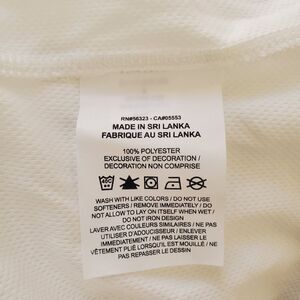 RN#56323 - CA#05553
MADE IN SRI LANKA
FABRIQUE AU SRI LANKA
100% POLYESTER
EXCLUSIVE OF DECORATION /
DECORATION NON COMPRISE
WASH WITH LIKE COLORS / DO NOT USE
SOFTENERS / REMOVE IMMEDIATELY / DO
NOT ALLOW TO LAY ON ITSELF WHEN WET /
DO NOT IRON DESIGN
LAVER AVEC COULEURS SIMILAIRES / NE PAS
UTILISER D'ADOUCISSEUR / ENLEVER
IMMEDIATEMENT / NE PAS LAISSER LE
VÊTEMENT PLIÉ LORSQU'IL EST MOUILLÉ / NE
PAS REPASSER LE DESSIN